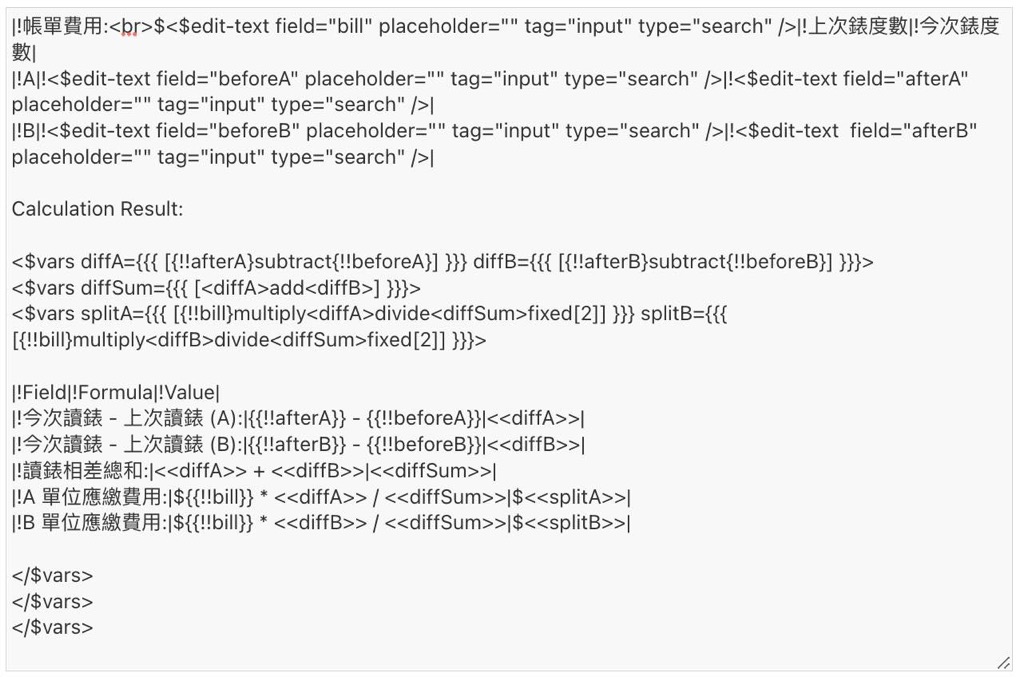 |!帳單費用:<br>$<$edit-text field="bill" placeholder="" tag="input" type="search" />|!上次錶度數|!今次錶度
數|
|!A|!<$edit-text field="beforeA" placeholder="" tag="input" type="search" />|!<$edit-text field="afterA"
placeholder="" tag="input" type="search" />|
|!B|!<$edit-text field="beforeB" placeholder="" tag="input" type="search" />|!<$edit-text  field="afterB"
placeholder="" tag="input" type="search" />|

Calculation Result:

<$vars diffA={{{ [{!!afterA}subtract{!!beforeA}] }}} diffB={{{ [{!!afterB}subtract{!!beforeB}] }}}>
<$vars diffSum={{{ [<diffA>add<diffB>] }}}>
<$vars splitA={{{ [{!!bill}multiply<diffA>divide<diffSum>fixed[2]] }}} splitB={{{
[{!!bill}multiply<diffB>divide<diffSum>fixed[2]] }}}>

|!Field|!Formula|!Value|
|!今次讀錶 - 上次讀錶 (A):|{{!!afterA}} - {{!!beforeA}}|<<diffA>>|
|!今次讀錶 - 上次讀錶 (B):|{{!!afterB}} - {{!!beforeB}}|<<diffB>>|
|!讀錶相差總和:|<<diffA>> + <<diffB>>|<<diffSum>>|
|!A 單位應繳費用:|${{!!bill}} * <<diffA>> / <<diffSum>>|$<<splitA>>|
|!B 單位應繳費用:|${{!!bill}} * <<diffB>> / <<diffSum>>|$<<splitB>>|

</$vars>
</$vars>
</$vars>